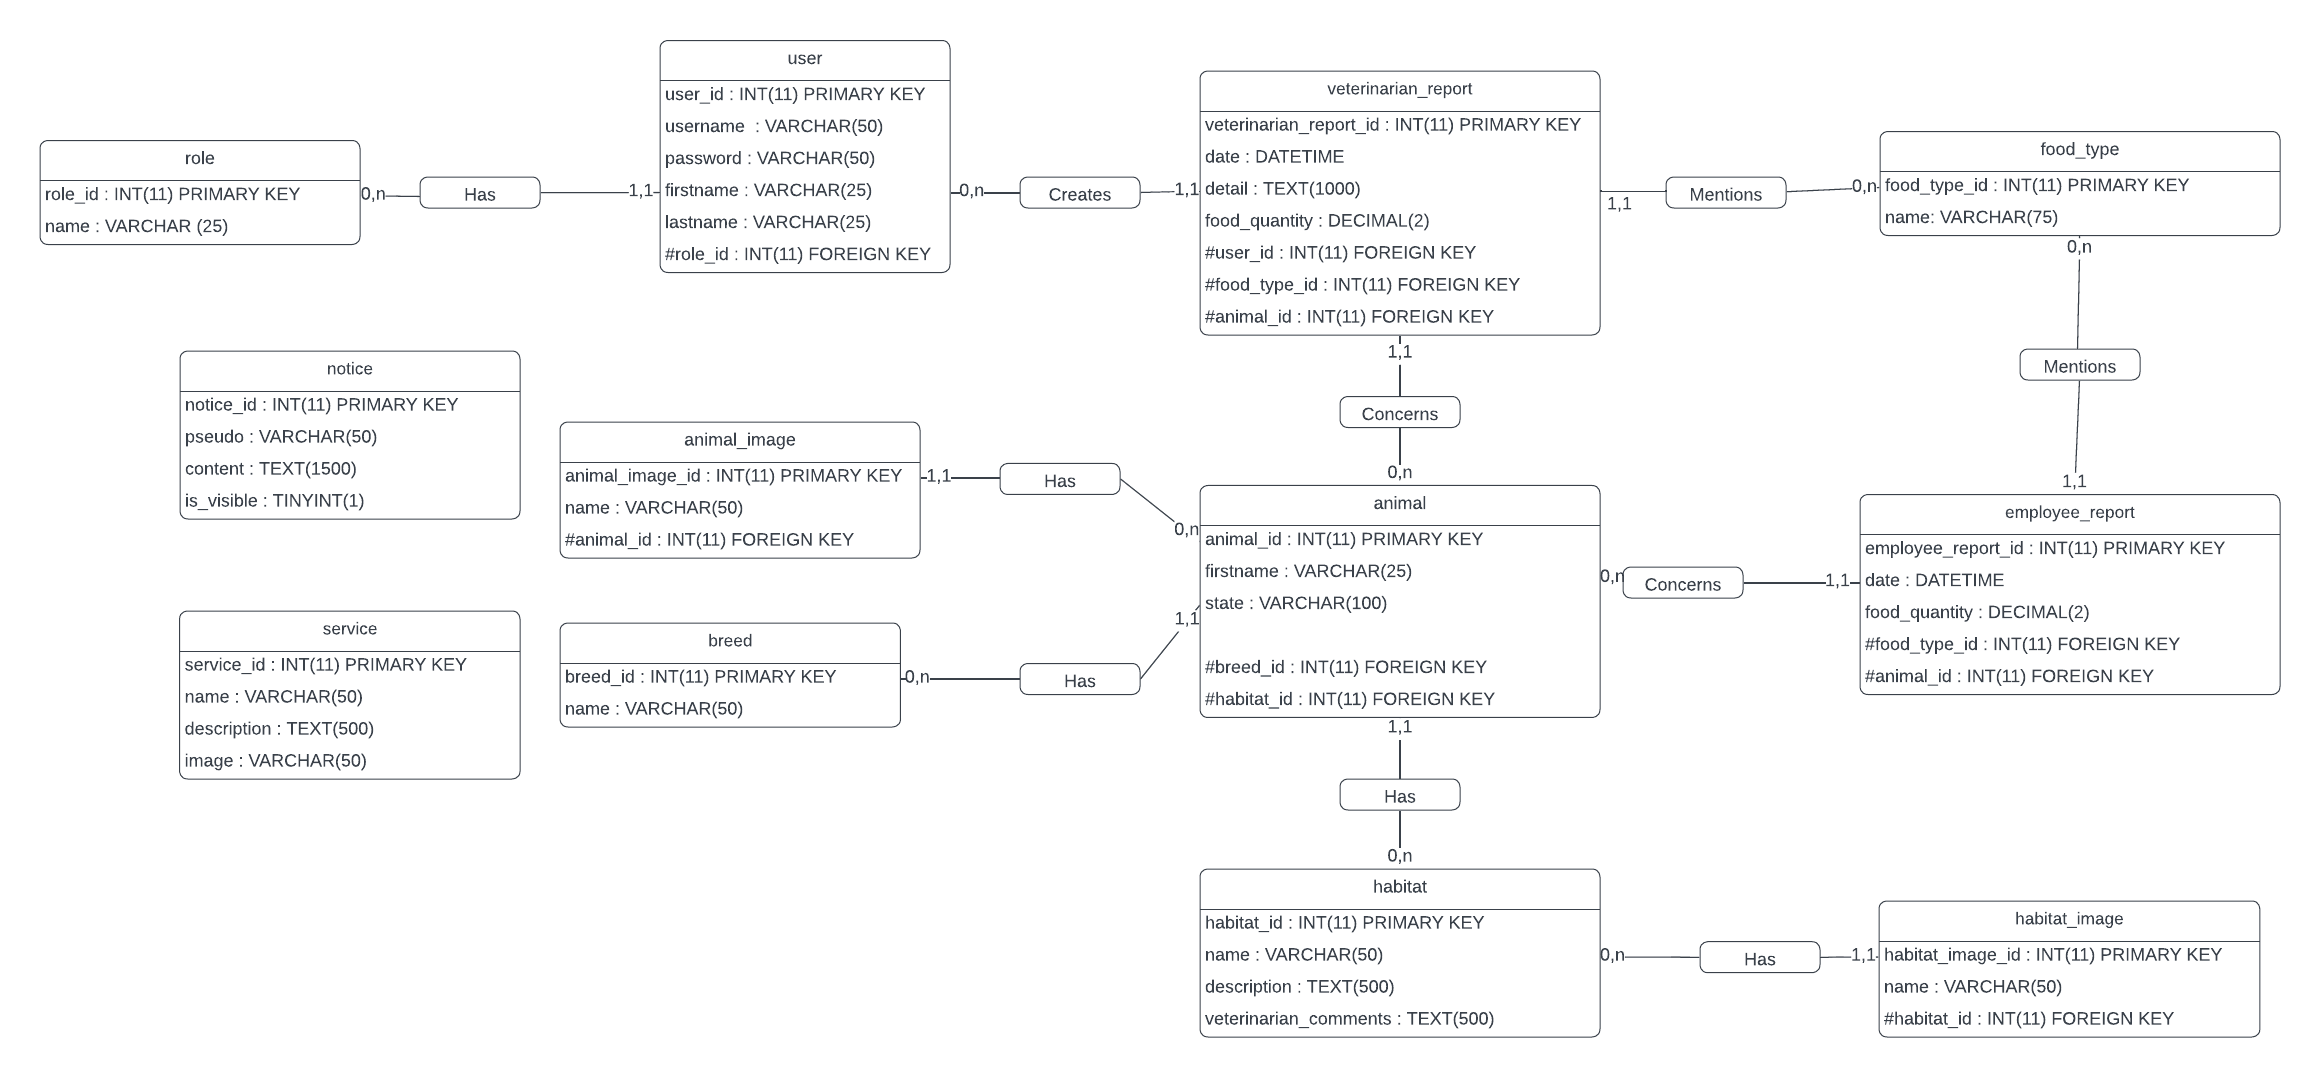 user
user_id : INT(11) PRIMARY KEY
username  : VARCHAR(50)
password : VARCHAR(50)
firstname : VARCHAR(25)
lastname : VARCHAR(25)
#role_id : INT(11) FOREIGN KEY
role
role_id : INT(11) PRIMARY KEY
name : VARCHAR (25)
0,n
Has
1,1
0,n
Creates
1,1
veterinarian_report
veterinarian_report_id : INT(11) PRIMARY KEY
date : DATETIME
detail : TEXT(1000)
food_quantity : DECIMAL(2)
#user_id : INT(11) FOREIGN KEY
#food_type_id : INT(11) FOREIGN KEY
#animal_id : INT(11) FOREIGN KEY
1,1
Mentions
0,n
food_type
food_type_id : INT(11) PRIMARY KEY
name: VARCHAR(75)
0,n
Mentions
1,1
notice
notice_id : INT(11) PRIMARY KEY
pseudo : VARCHAR(50)
content : TEXT(1500)
is_visible : TINYINT(1)
1,1
Concerns
0,n
animal_image
animal_image_id : INT(11) PRIMARY KEY
name : VARCHAR(50)
#animal_id : INT(11) FOREIGN KEY
1,1
Has
0,n
animal
animal_id : INT(11) PRIMARY KEY
firstname : VARCHAR(25)
state : VARCHAR(100)
#breed_id : INT(11) FOREIGN KEY
#habitat_id : INT(11) FOREIGN KEY
0,n
Concerns
1,1
employee_report
employee_report_id : INT(11) PRIMARY KEY
date : DATETIME
food_quantity : DECIMAL(2)
#food_type_id : INT(11) FOREIGN KEY
#animal_id : INT(11) FOREIGN KEY
service
service_id : INT(11) PRIMARY KEY
name : VARCHAR(50)
description : TEXT(500)
image : VARCHAR(50)
breed
breed_id : INT(11) PRIMARY KEY
name : VARCHAR(50)
0,n
Has
1,1
1,1
Has
0,n
habitat
habitat_id : INT(11) PRIMARY KEY
name : VARCHAR(50)
description : TEXT(500)
veterinarian_comments : TEXT(500)
0,n
Has
1,1
habitat_image
habitat_image_id : INT(11) PRIMARY KEY
name : VARCHAR(50)
#habitat_id : INT(11) FOREIGN KEY